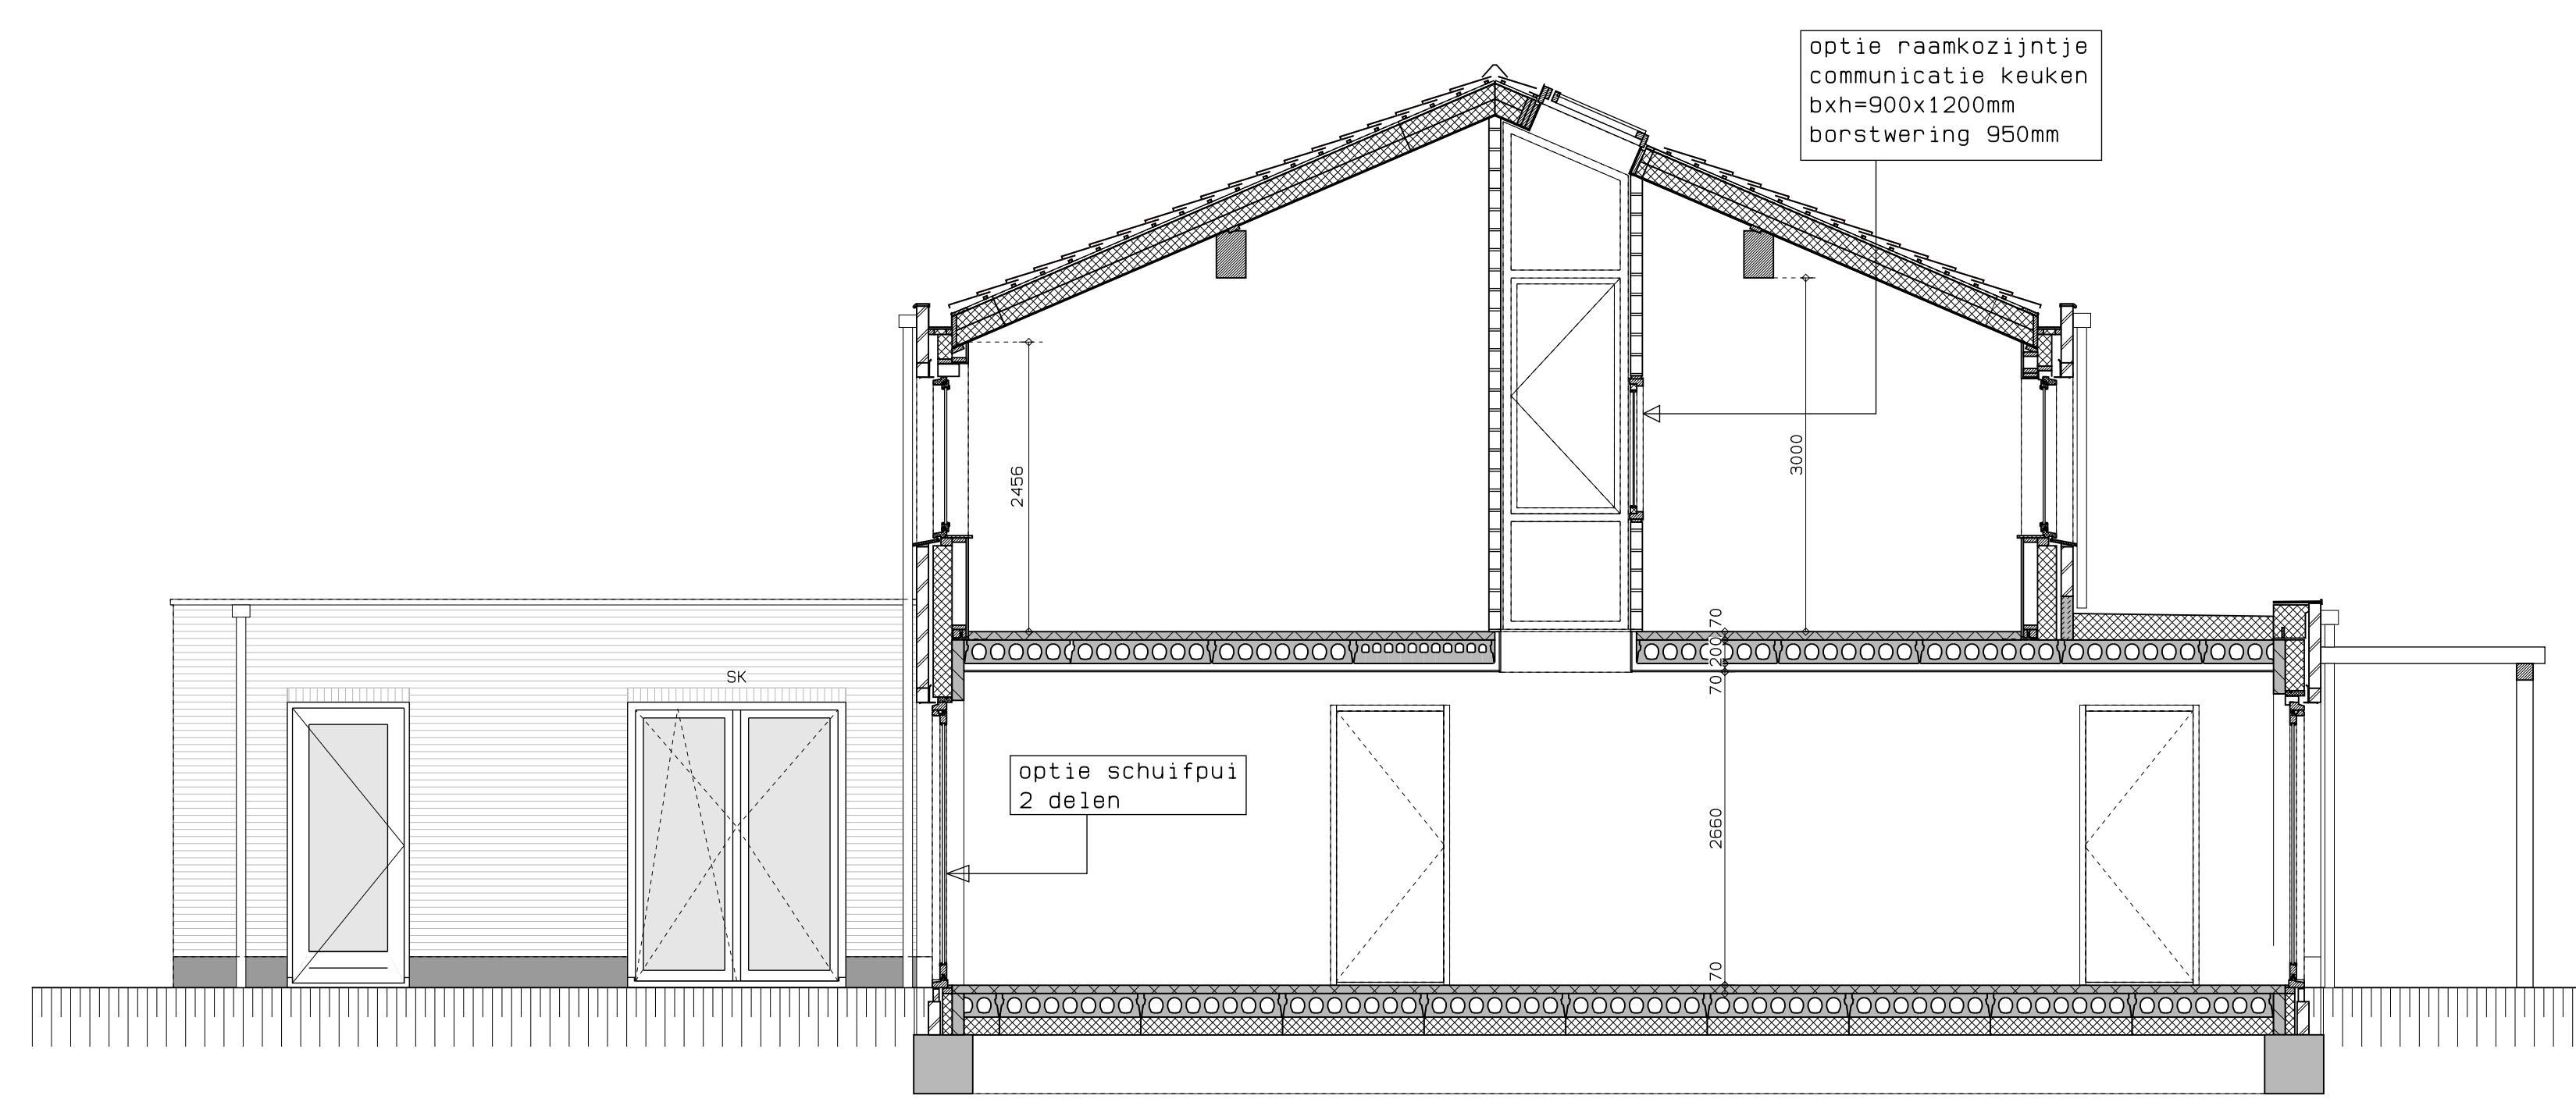 optie raamkozijntje
communicatie keuken
bxh=900x1200mm
borstwering 950mm
2456
3000
70
200
70
SK
optie schuifpui
2 delen
2660
70